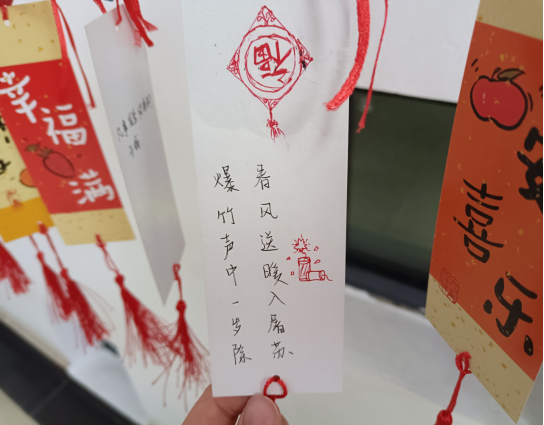 幸福满
福
爆竹声中一岁除
春风送暖入屠苏.
喜乐